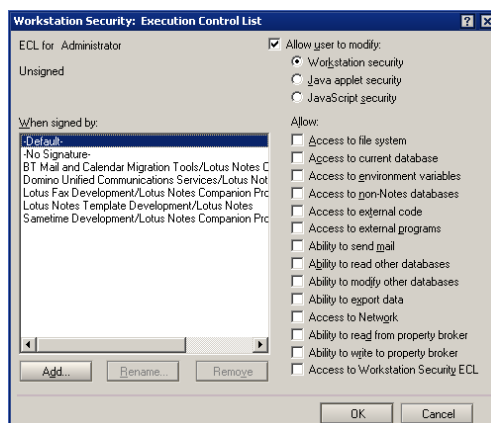 Workstation Security: Execution Control List
ECL for Administrator
Unsigned
When signed by:
-Default-
-No Signature-
BT Mail and Calendar Migration Tools/Lotus Notes C
Domino Unified Communications Services/Lotus Not
Lotus Fax Development/Lotus Notes Companion Pro
Lotus Notes Template Development/Lotus Notes
Sametime Development/Lotus Notes Companion Prc
Add...
Rename...
Remove
Allow user to modify:
Workstation security
Java applet security
JavaScript security
Allow:
Access to file system
Access to current database
Access to environment variables
Access to non-Notes databases
Access to external code
Access to external programs
Ability to send mail
Ability to read other databases
Ability to modify other databases
Ability to export data
Access to Network
Ability to read from property broker
Ability to write to property broker
Access to Workstation Security ECL
OK
Cancel